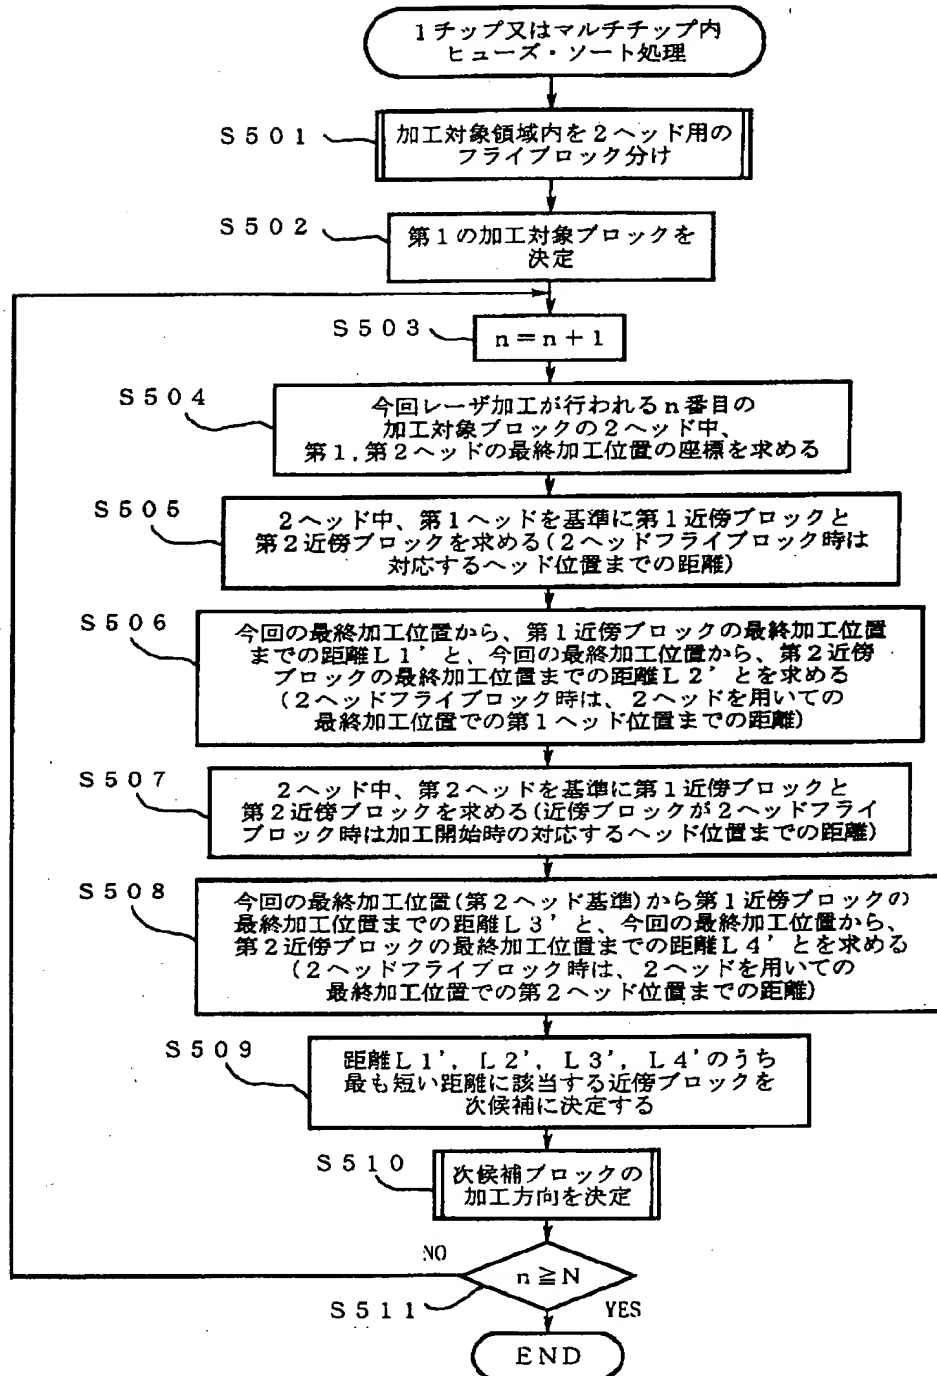 1チップ又はマルチチップ内
ヒューズ・ソート処理
S501
加工対象領域内を2ヘッド用の
フライブロック分け
S502
第1の加工対象ブロックを
決定
S503
n=n+1
S504
今回レーザ加工が行われるn番目の
加工対象ブロックの2ヘッド中、
第1,第2ヘッドの最終加工位置の座標を求める
S505
2ヘッド中、第1ヘッドを基準に第1近傍ブロックと
第2近傍ブロックを求める(2ヘッドフライブロック時は
対応するヘッド位置までの距離)
S506
今回の最終加工位置から、第1近傍ブロックの最終加工位置
までの距離L1'と、今回の最終加工位置から、第2近傍
ブロックの最終加工位置までの距離L2'とを求める
(2ヘッドフライブロック時は、2ヘッドを用いての
最終加工位置での第1ヘッド位置までの距離)
S507
2ヘッド中、第2ヘッドを基準に第1近傍ブロックと
第2近傍ブロックを求める(近傍ブロックが2ヘッドフライ
ブロック時は加工開始時の対応するヘッド位置までの距離)
S508
今回の最終加工位置(第2ヘッド基準)から第1近傍ブロックの
最終加工位置までの距離L3'と、今回の最終加工位置から、
第2近傍ブロックの最終加工位置までの距離L4'とを求める
(2ヘッドフライブロック時は、2ヘッドを用いての
最終加工位置での第2ヘッド位置までの距離)
S509
距離L1', L2', L3', L4'のうち
最も短い距離に該当する近傍ブロックを
次候補に決定する
S510
次候補ブロックの
加工方向を決定
NO
n≧N
S511
YES
END